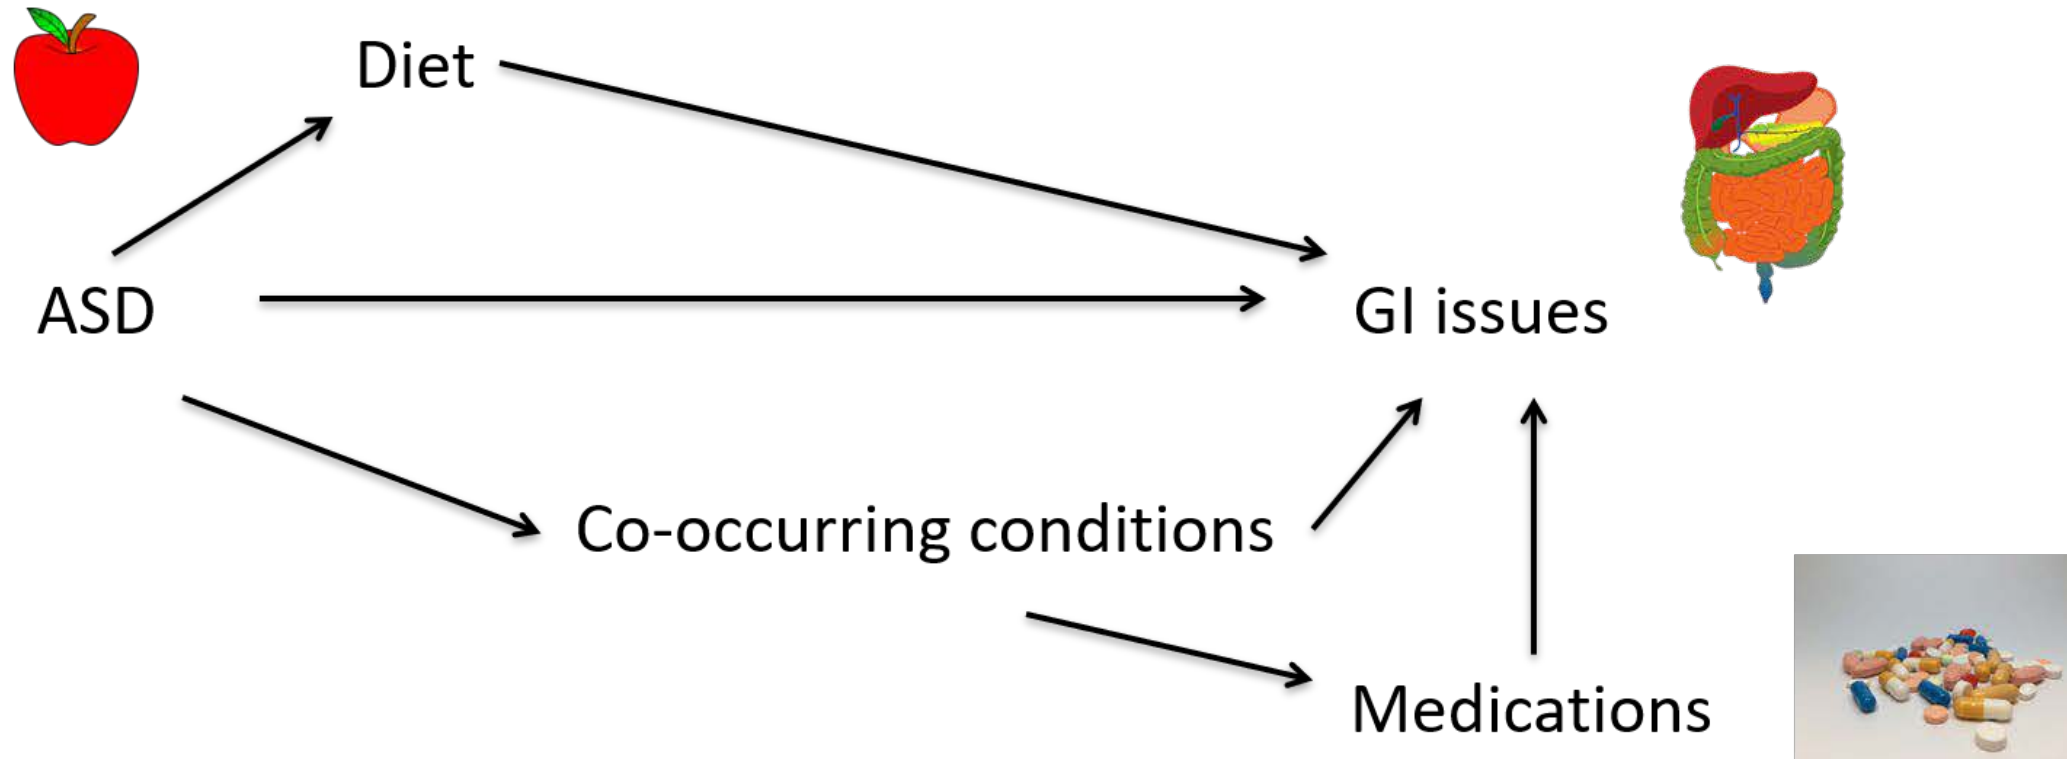 Diet
ASD
GI issues
Co-occurring conditions
Medications